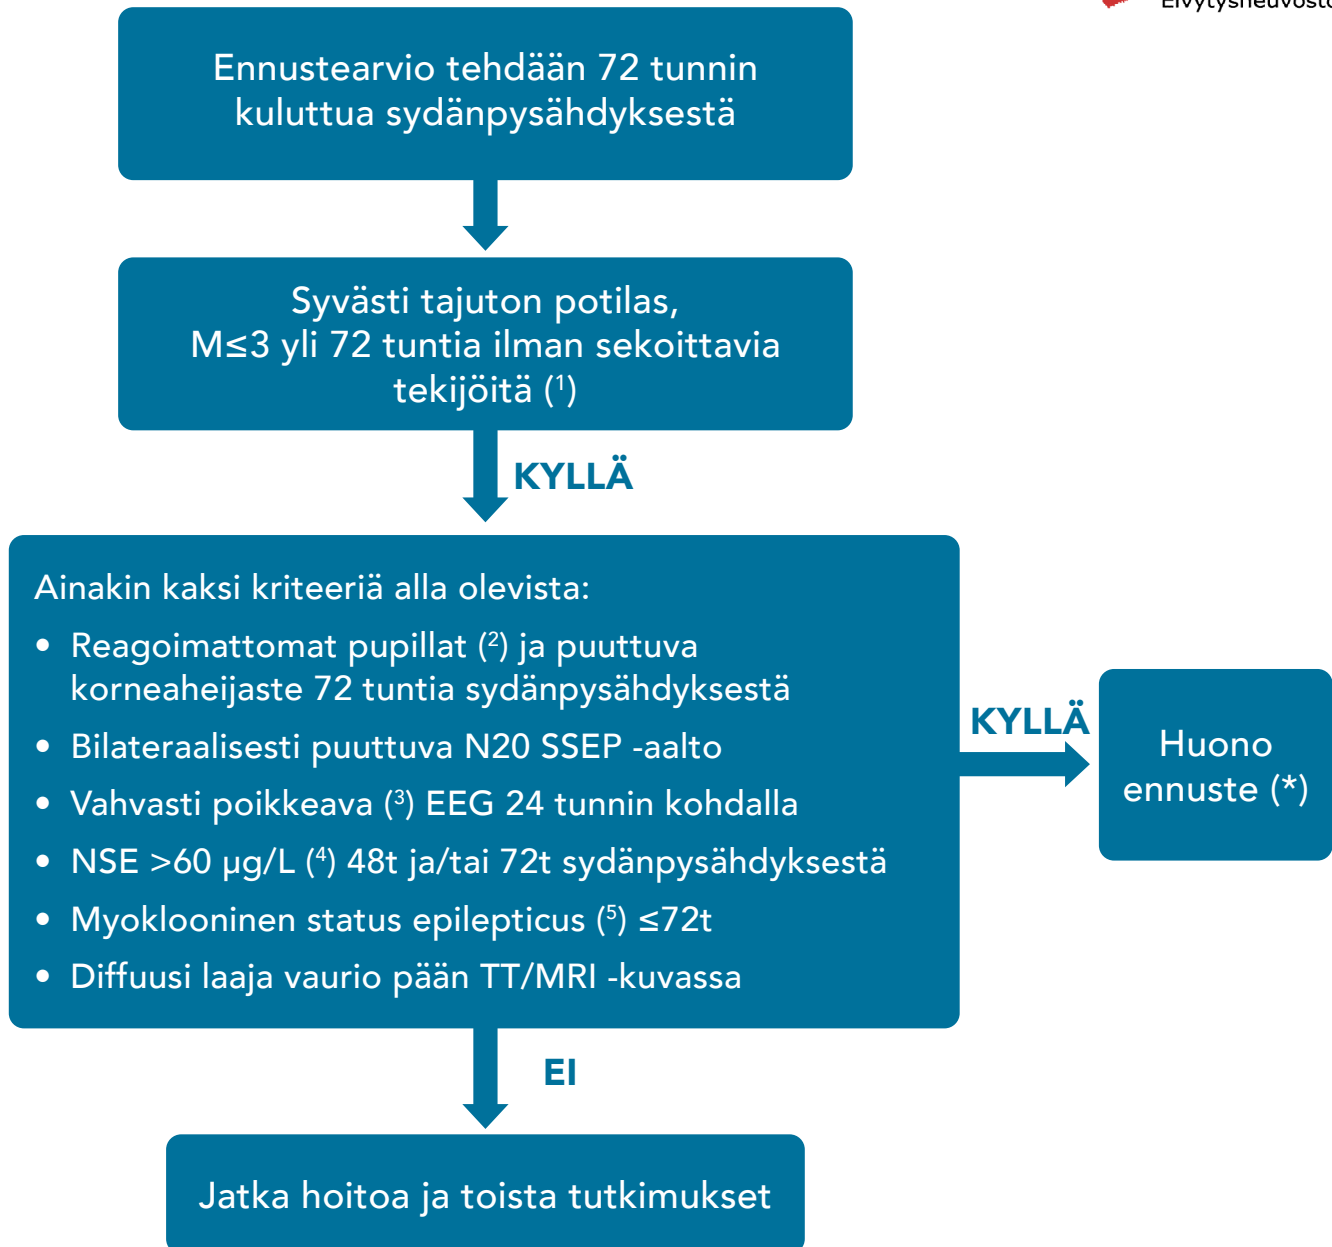 Elvytysneuvosto
Ennustearvio tehdään 72 tunnin
kuluttua sydänpysähdyksestä
Syvästi tajuton potilas,
M≤3 yli 72 tuntia ilman sekoittavia
tekijöitä (¹)
KYLLÄ
Ainakin kaksi kriteeriä alla olevista:
• Reagoimattomat pupillat (²) ja puuttuva
korneaheijaste 72 tuntia sydänpysähdyksestä
• Bilateraalisesti puuttuva N20 SSEP -aalto
• Vahvasti poikkeava (³) EEG 24 tunnin kohdalla
• NSE >60 µg/L (⁴) 48t ja/tai 72t sydänpysähdyksestä
• Myoklooninen status epilepticus (⁵) ≤72t
• Diffuusi laaja vaurio pään TT/MRI -kuvassa
KYLLÄ
Huono
ennuste (*)
EI
Jatka hoitoa ja toista tutkimukset